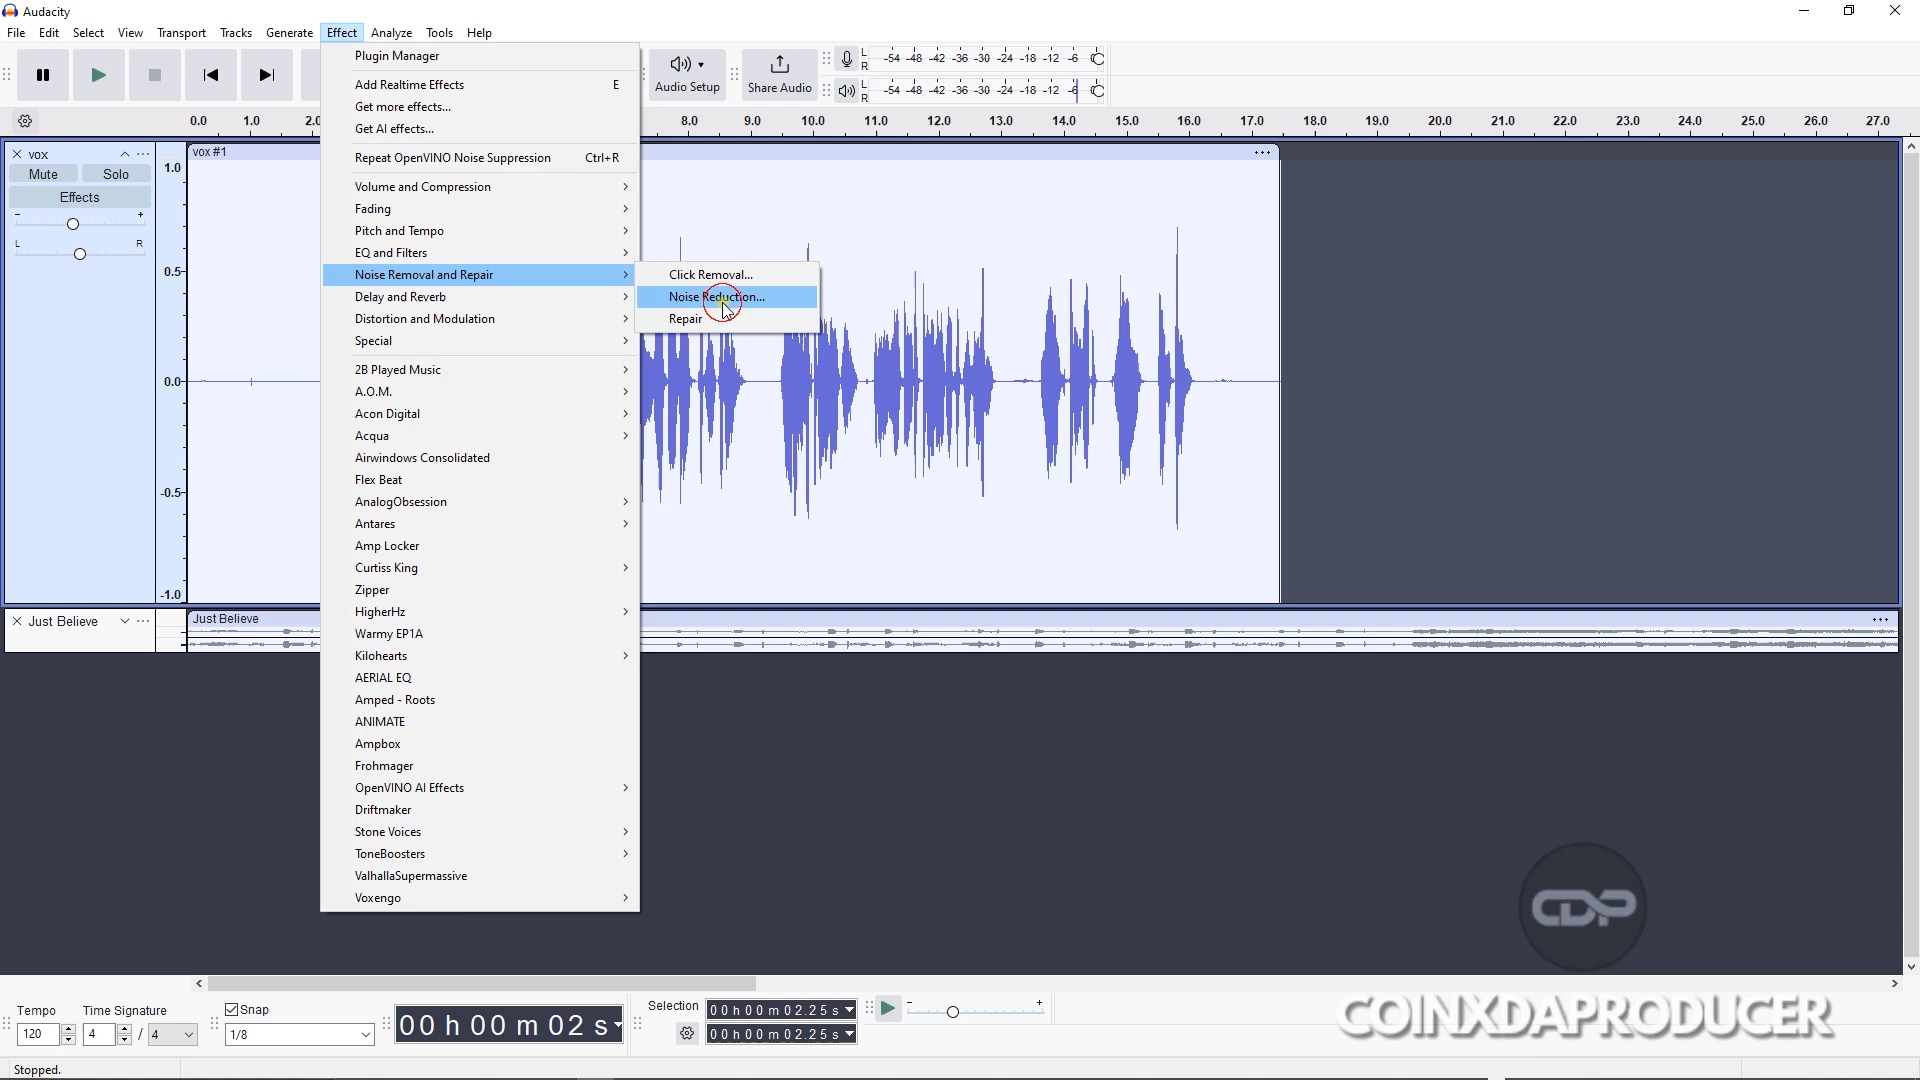 Audacity
File Edit Select View Transport Tracks Generate Effect Analyze Tools Help
Plugin Manager
Add Realtime Effects E
Get more effects...
Get AI effects...
Repeat OpenVINO Noise Suppression Ctrl+R
Volume and Compression
Fading
Pitch and Tempo
EQ and Filters
Noise Removal and Repair
Delay and Reverb
Distortion and Modulation
Special
2B Played Music
A.O.M.
Acon Digital
Acqua
Airwindows Consolidated
Flex Beat
AnalogObsession
Antares
Amp Locker
Curtiss King
Zipper
HigherHz
Warmy EP1A
Kilohearts
AERIAL EQ
Amped - Roots
ANIMATE
Ampbox
Frohmager
OpenVINO AI Effects
Driftmaker
Stone Voices
ToneBoosters
ValhallaSupermassive
Voxengo
Click Removal...
Noise Reduction...
Repair
Audio Setup
Share Audio
L
R
-54 -48 -42 -36 -30 -24 -18 -12 -6 0
L
R
-54 -48 -42 -36 -30 -24 -18 -12 -6 0
0.0 1.0 2.0 8.0 9.0 10.0 11.0 12.0 13.0 14.0 15.0 16.0 17.0 18.0 19.0 20.0 21.0 22.0 23.0 24.0 25.0 26.0 27.0
vox
Mute Solo
Effects
- +
L R
1.0
0.5
0.0
-0.5
-1.0
vox #1
Just Believe
Just Believe
CDP
COINXDAPRODUCER
Tempo
120
Time Signature
4 / 4
Snap
1/8
00 h 00 m 02 s
Selection
00 h 00 m 02.25 s
00 h 00 m 02.25 s
- +
Stopped.